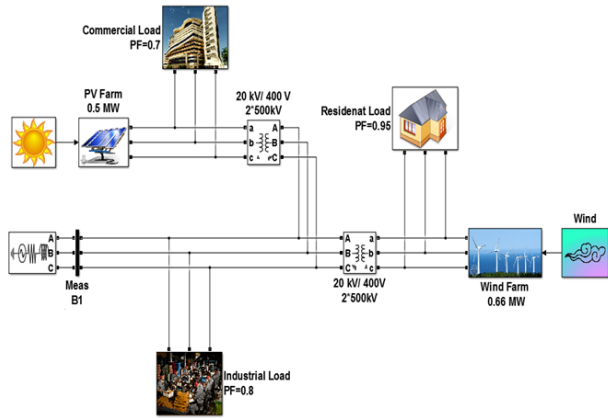 Commercial Load
PF=0.7
PV Farm
0.5 MW
20 kV/ 400 V
2*500kV
Residenat Load
PF=0.95
a
b
c
A
B
C
Wind
A
B
C
Meas
B1
A
B
C
a
b
c
20 kV/ 400V
2*500kV
Wind Farm
0.66 MW
Industrial Load
PF=0.8